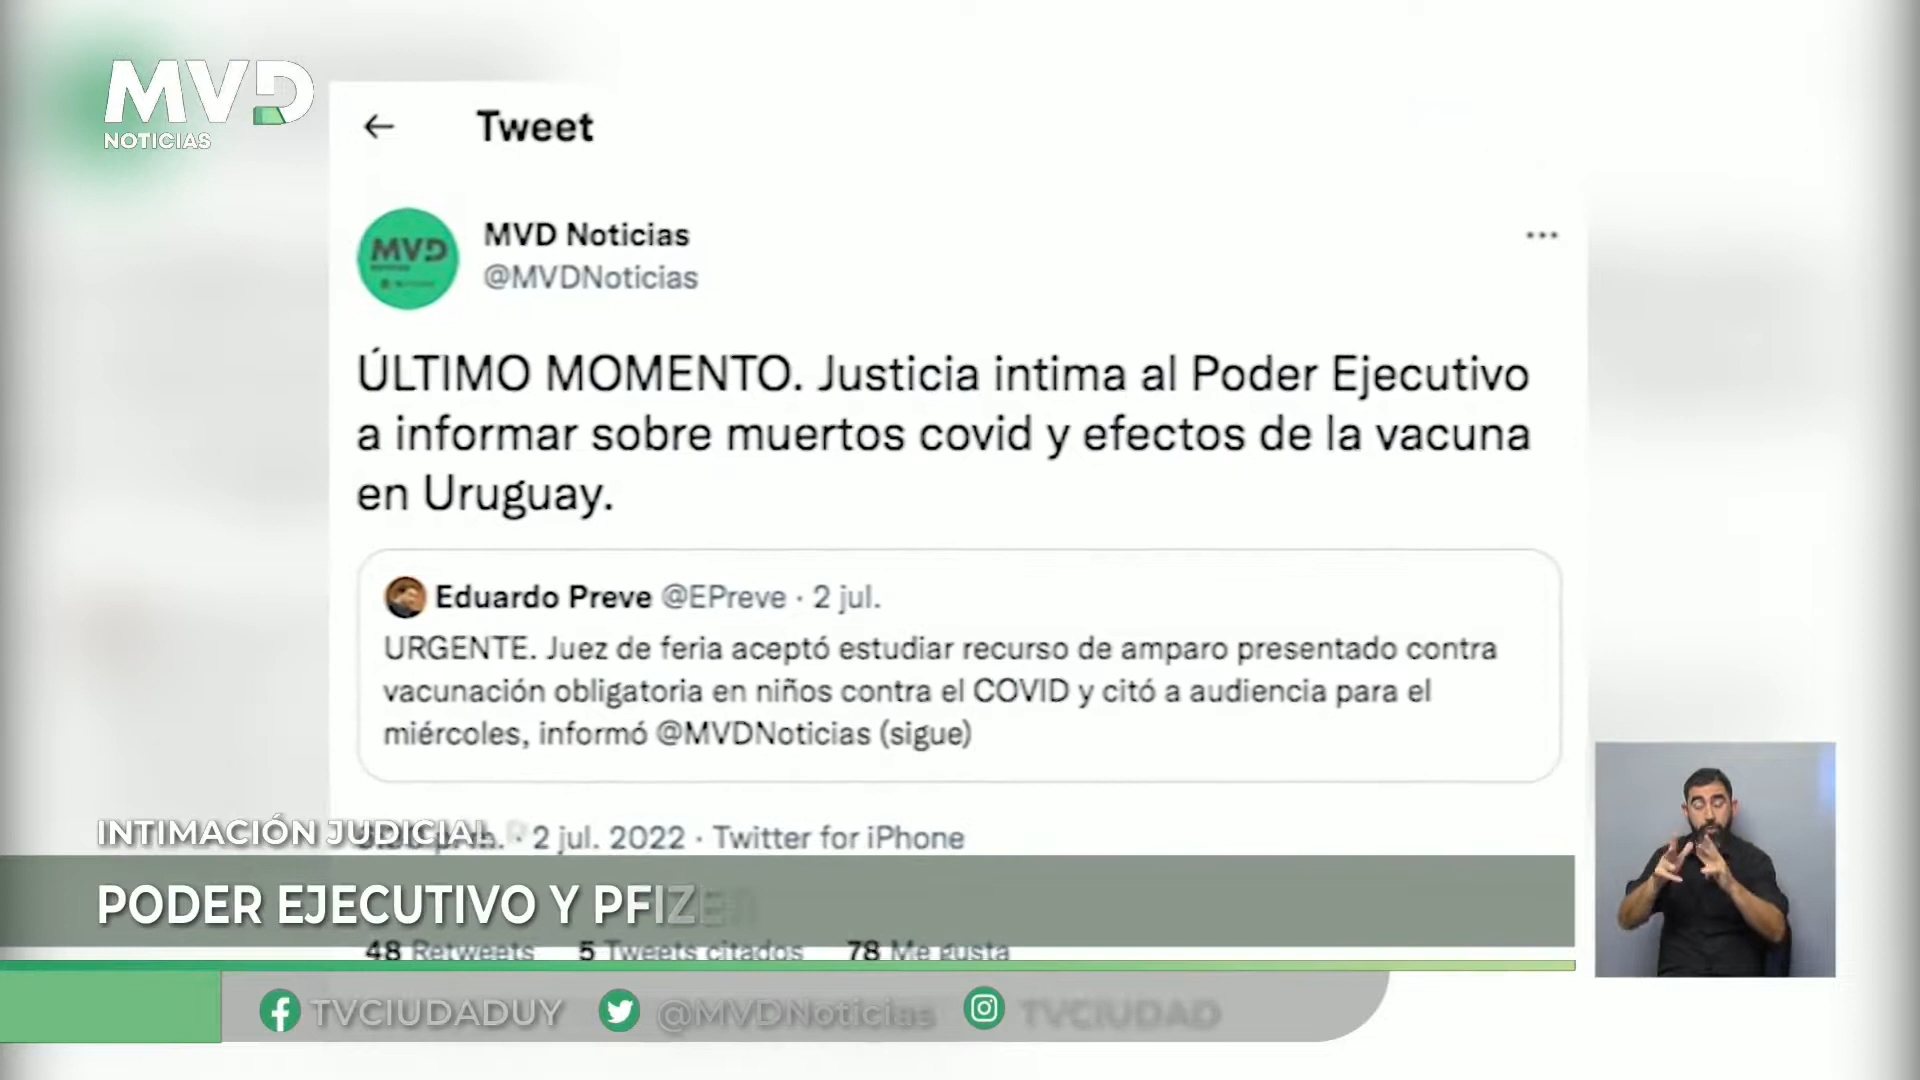 MVD
NOTICIAS
Tweet
MVD
MVD Noticias
@MVDNoticias
ÚLTIMO MOMENTO. Justicia intima al Poder Ejecutivo
a informar sobre muertos covid y efectos de la vacuna
en Uruguay.
Eduardo Preve @EPreve · 2 jul.
URGENTE. Juez de feria aceptó estudiar recurso de amparo presentado contra
vacunación obligatoria en niños contra el COVID y citó a audiencia para el
miércoles, informó @MVDNoticias (sigue)
INTIMACIÓN JUDICIAL
· 2 jul. 2022 · Twitter for iPhone
PODER EJECUTIVO Y PFIZER
48 Retweets 5 Tweets citados 78 Me gusta
TVCIUDADUY @MVDNoticias TVCIUDAD